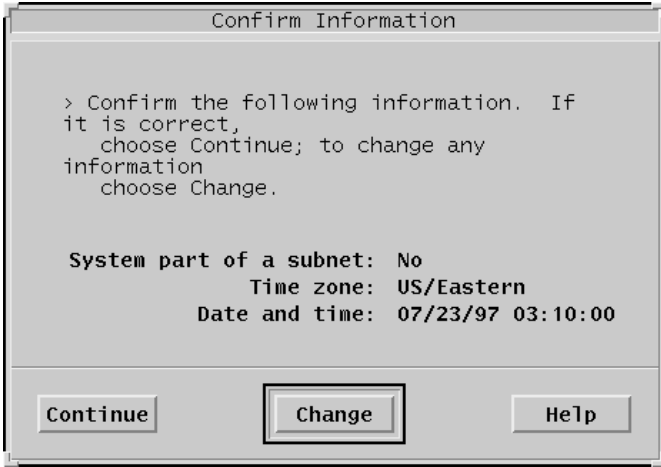 Confirm Information
> Confirm the following information.  If
it is correct,
choose Continue; to change any
information
choose Change.
System part of a subnet: No
Time zone: US/Eastern
Date and time: 07/23/97 03:10:00
Continue Change Help